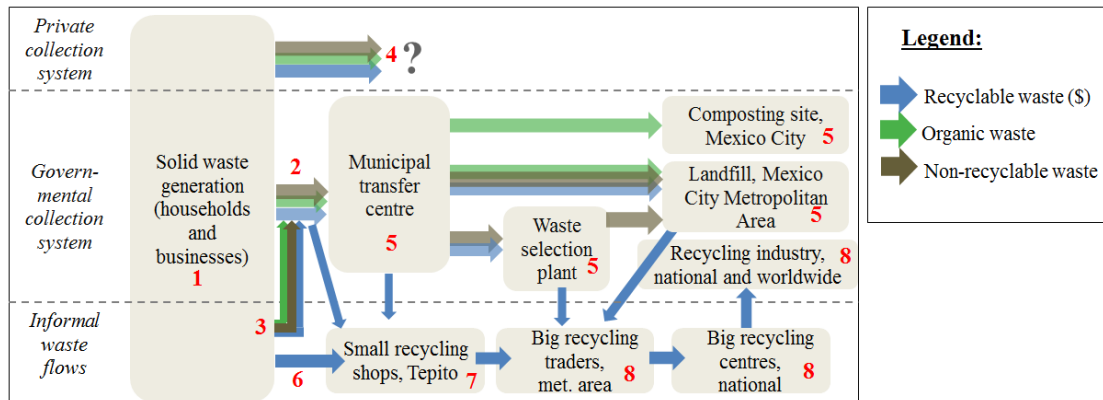 Private
collection
system
4
?
Govern-
mental
collection
system
Solid waste
generation
(households
and
businesses)
1
2
3
Municipal
transfer
centre
5
Composting site,
Mexico City
5
Landfill, Mexico
City Metropolitan
Area
5
Waste
selection
plant
5
Recycling industry,
national and worldwide
8
Informal
waste
flows
6
Small recycling
shops, Tepito
7
Big recycling
traders,
met. area
8
Big recycling
centres,
national
8
Legend:
Recyclable waste ($)
Organic waste
Non-recyclable waste